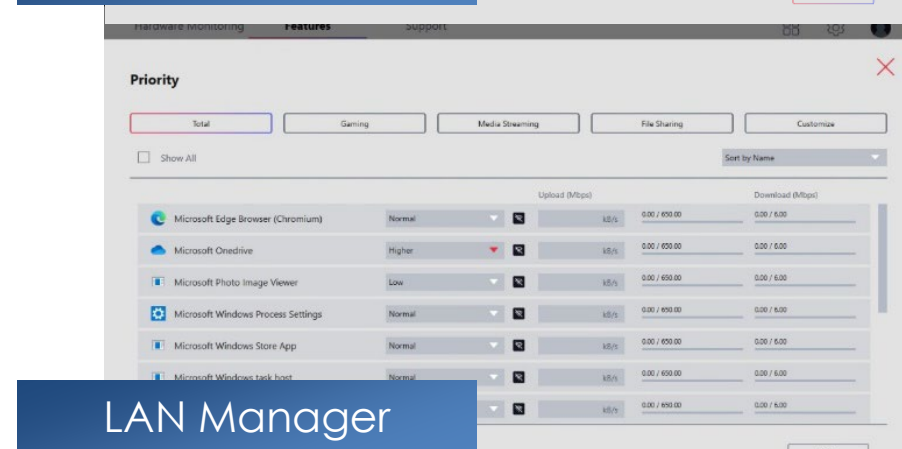 Hardware Monitoring Features Support
Priority
Total Gaming Media Streaming File Sharing Customize
Show All Sort by Name
Upload (Mbps) Download (Mbps)
Microsoft Edge Browser (Chromium) Normal kB/s 0.00 / 650.00 0.00 / 6.00
Microsoft Onedrive Higher kB/s 0.00 / 650.00 0.00 / 6.00
Microsoft Photo Image Viewer Low kB/s 0.00 / 650.00 0.00 / 6.00
Microsoft Windows Process Settings Normal kB/s 0.00 / 650.00 0.00 / 6.00
Microsoft Windows Store App Normal kB/s 0.00 / 650.00 0.00 / 6.00
Microsoft Windows task host Normal kB/s 0.00 / 650.00 0.00 / 6.00
kB/s 0.00 / 650.00 0.00 / 6.00
LAN Manager